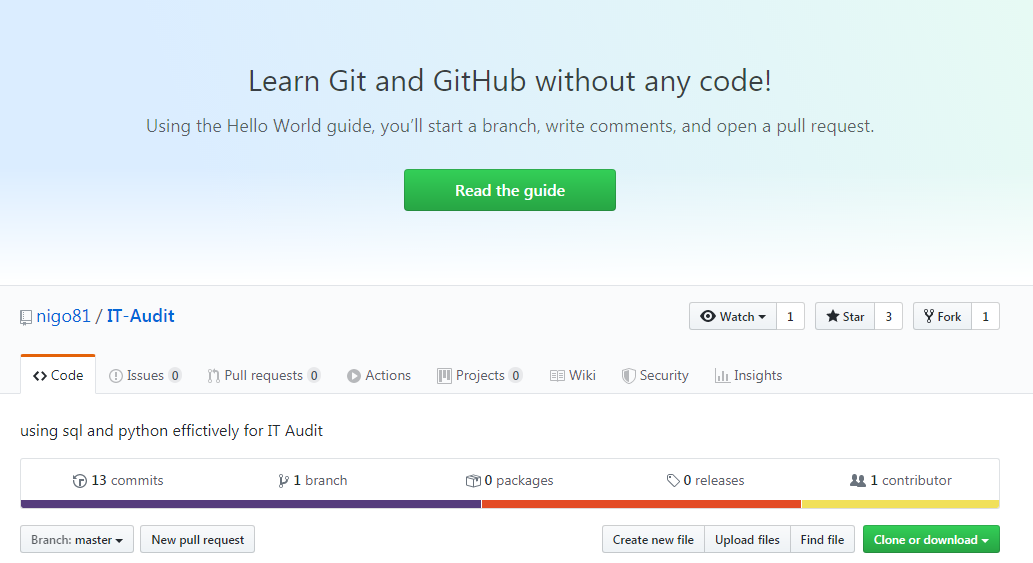 Learn Git and GitHub without any code!
Using the Hello World guide, you’ll start a branch, write comments, and open a pull request.
Read the guide
nigo81 / IT-Audit
Watch 1 Star 3 Fork 1
Code Issues 0 Pull requests 0 Actions Projects 0 Wiki Security Insights
using sql and python effictively for IT Audit
13 commits 1 branch 0 packages 0 releases 1 contributor
Branch: master New pull request Create new file Upload files Find file Clone or download